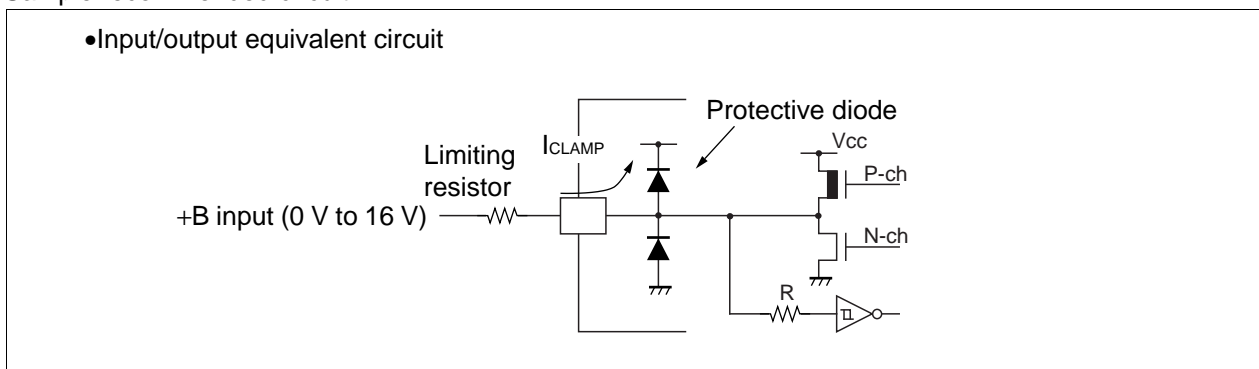 •Input/output equivalent circuit
Protective diode
ICLAMP
Vcc
Limiting
resistor
P-ch
+B input (0 V to 16 V)
N-ch
R